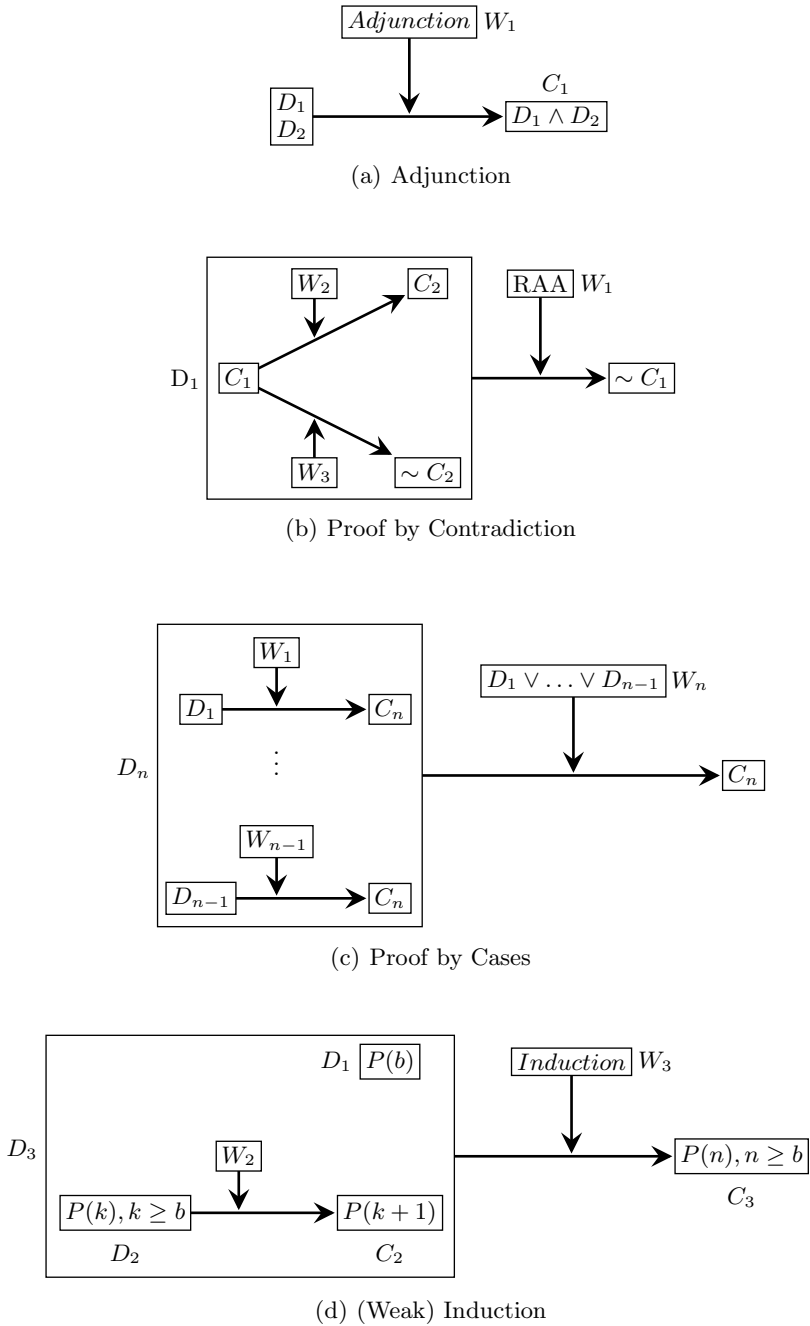 Adjunction W₁
C₁
D₁
D₂
D₁ ∧ D₂
(a) Adjunction
W₂
C₂
RAA W₁
D₁
C₁
∼ C₁
W₃
∼ C₂
(b) Proof by Contradiction
W₁
D₁ ∨ … ∨ Dₙ₋₁ Wₙ
D₁
Cₙ
Dₙ
⋮
Cₙ
Wₙ₋₁
Dₙ₋₁
Cₙ
(c) Proof by Cases
D₁ P(b)
Induction W₃
D₃
W₂
P(n), n ≥ b
C₃
P(k), k ≥ b
P(k + 1)
D₂
C₂
(d) (Weak) Induction